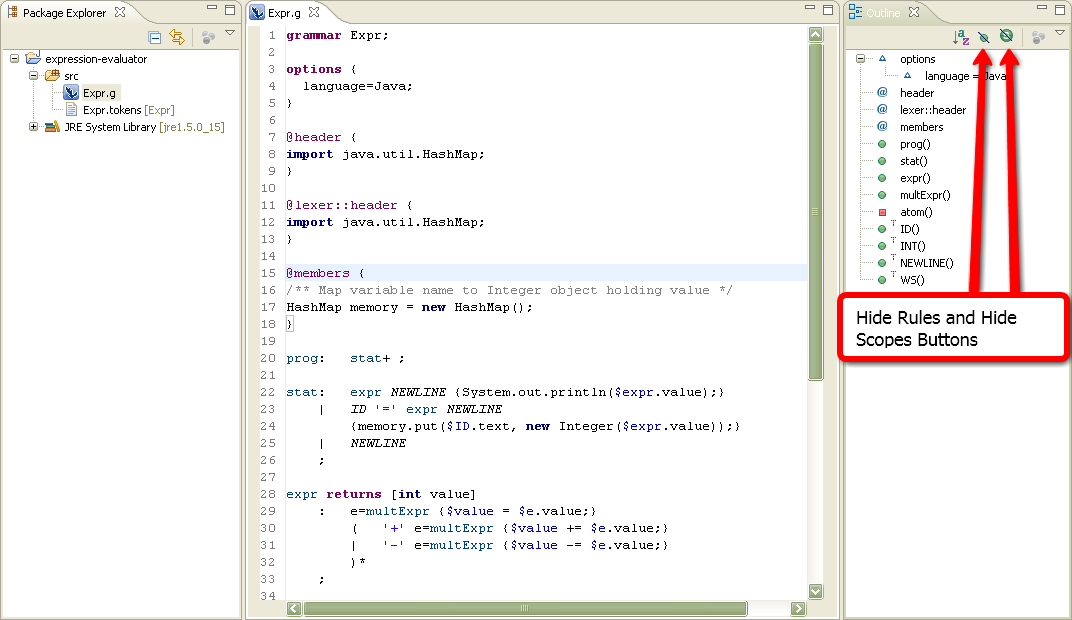 Package Explorer
expression-evaluator
src
Expr.g
Expr.tokens [Expr]
JRE System Library [jre1.5.0_15]
Expr.g
1 grammar Expr;
2
3 options {
4 language=Java;
5 }
6
7 @header {
8 import java.util.HashMap;
9 }
10
11 @lexer::header {
12 import java.util.HashMap;
13 }
14
15 @members {
16 /** Map variable name to Integer object holding value */
17 HashMap memory = new HashMap();
18 }
19
20 prog: stat+ ;
21
22 stat: expr NEWLINE {System.out.println($expr.value);}
23 | ID '=' expr NEWLINE
24 {memory.put($ID.text, new Integer($expr.value));}
25 | NEWLINE
26 ;
27
28 expr returns [int value]
29 : e=multExpr {$value = $e.value;}
30 ( '+' e=multExpr {$value += $e.value;}
31 | '-' e=multExpr {$value -= $e.value;}
32 )*
33 ;
34
Outline
options
language = Java
header
lexer::header
members
prog()
stat()
expr()
multExpr()
atom()
T ID()
T INT()
T NEWLINE()
T WS()
Hide Rules and Hide
Scopes Buttons